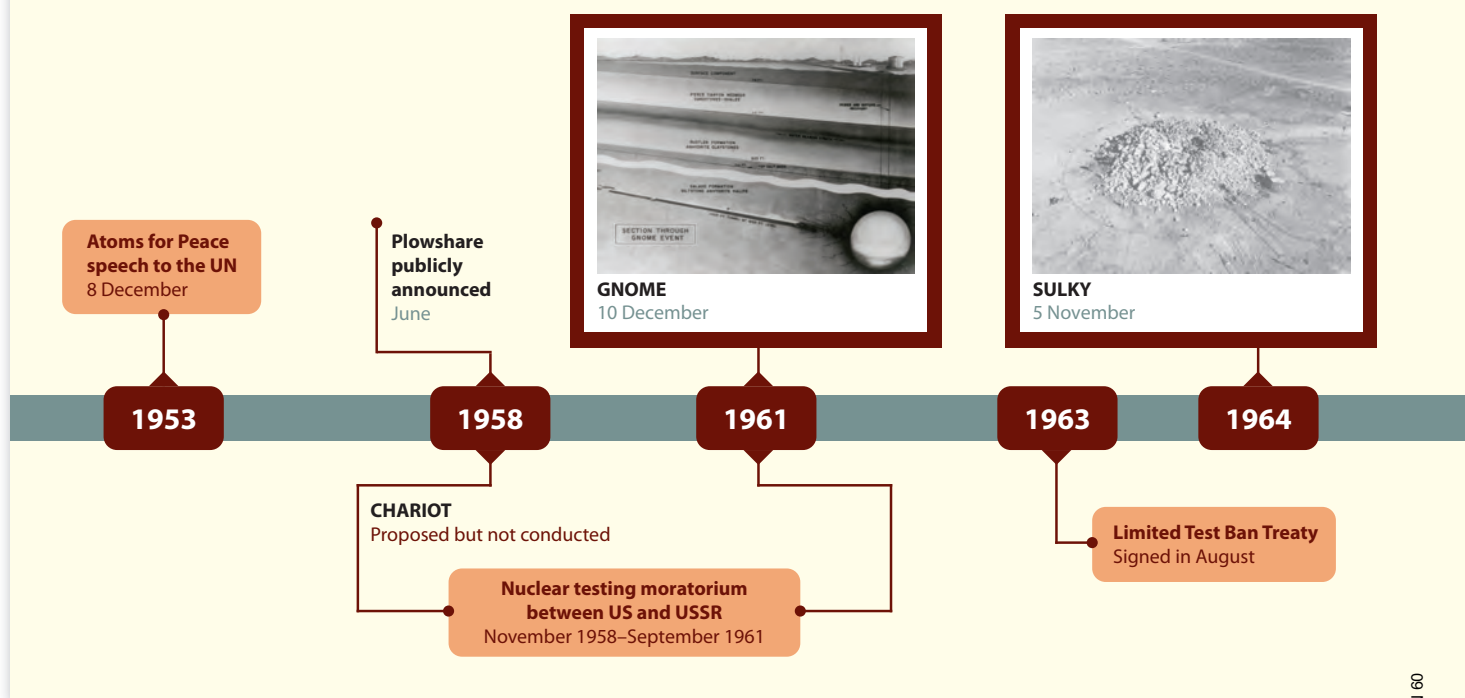 Atoms for Peace
speech to the UN
8 December
Plowshare
publicly
announced
June
SECTION THROUGH
GNOME EVENT
GNOME
10 December
SULKY
5 November
1953
1958
1961
1963
1964
CHARIOT
Proposed but not conducted
Nuclear testing moratorium
between US and USSR
November 1958–September 1961
Limited Test Ban Treaty
Signed in August